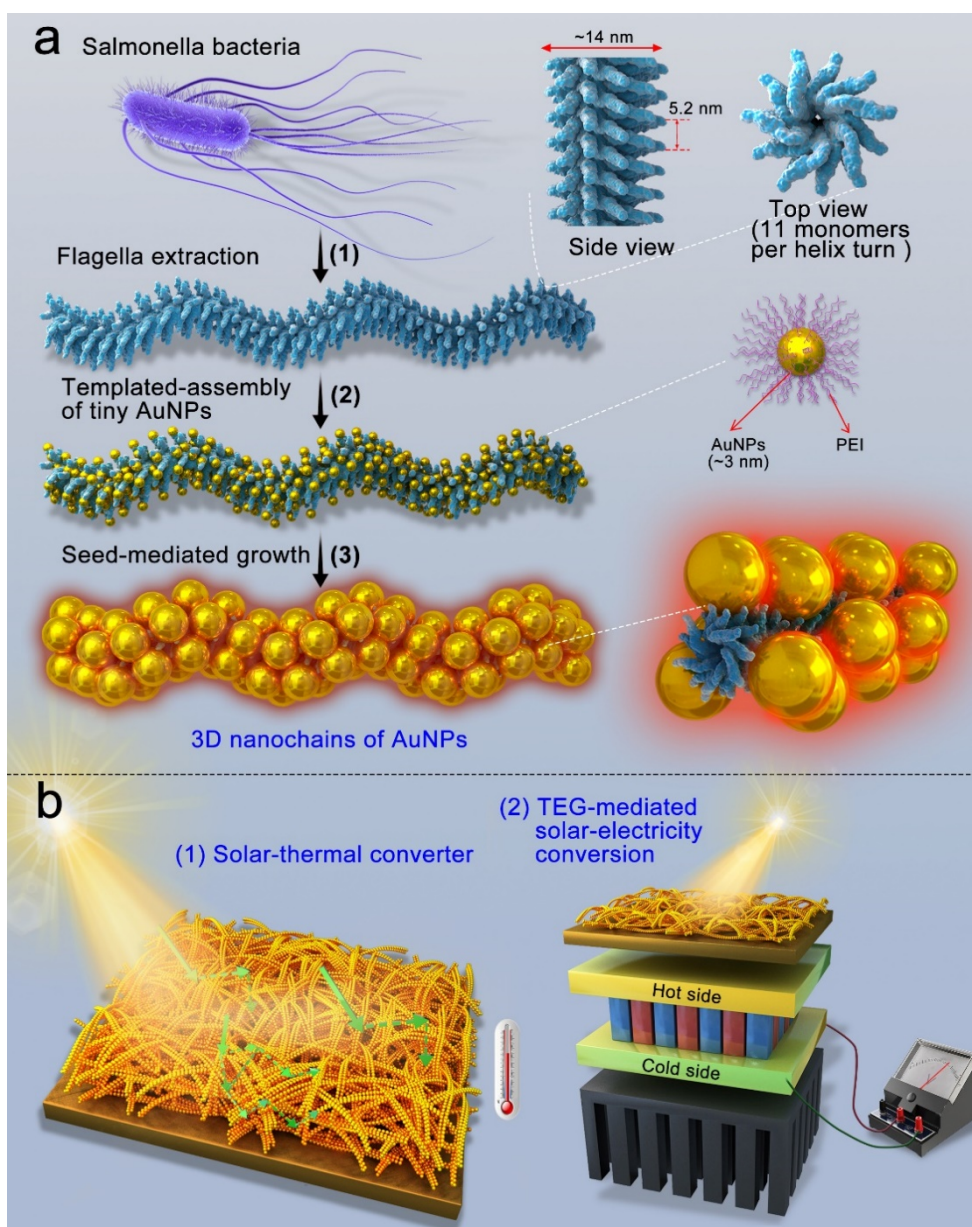 a
Salmonella bacteria
~14 nm
5.2 nm
Side view
Top view
(11 monomers
per helix turn )
(1)
Flagella extraction
Templated-assembly
of tiny AuNPs
(2)
AuNPs
(~3 nm)
PEI
Seed-mediated growth
(3)
3D nanochains of AuNPs
b
(1) Solar-thermal converter
(2) TEG-mediated
solar-electricity
conversion
Hot side
Cold side